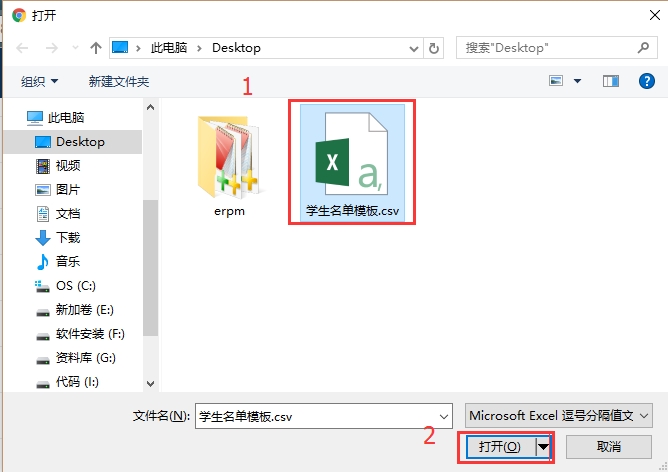 打开
此电脑 Desktop
搜索"Desktop"
组织 新建文件夹
1
此电脑
Desktop
视频
图片
文档
下载
音乐
OS (C:)
新加卷 (E:)
软件安装 (F:)
资料库 (G:)
代码 (I:)
erpm
X
a,
学生名单模板.csv
文件名(N):
学生名单模板.csv
Microsoft Excel 逗号分隔值文
2
打开(O)
取消